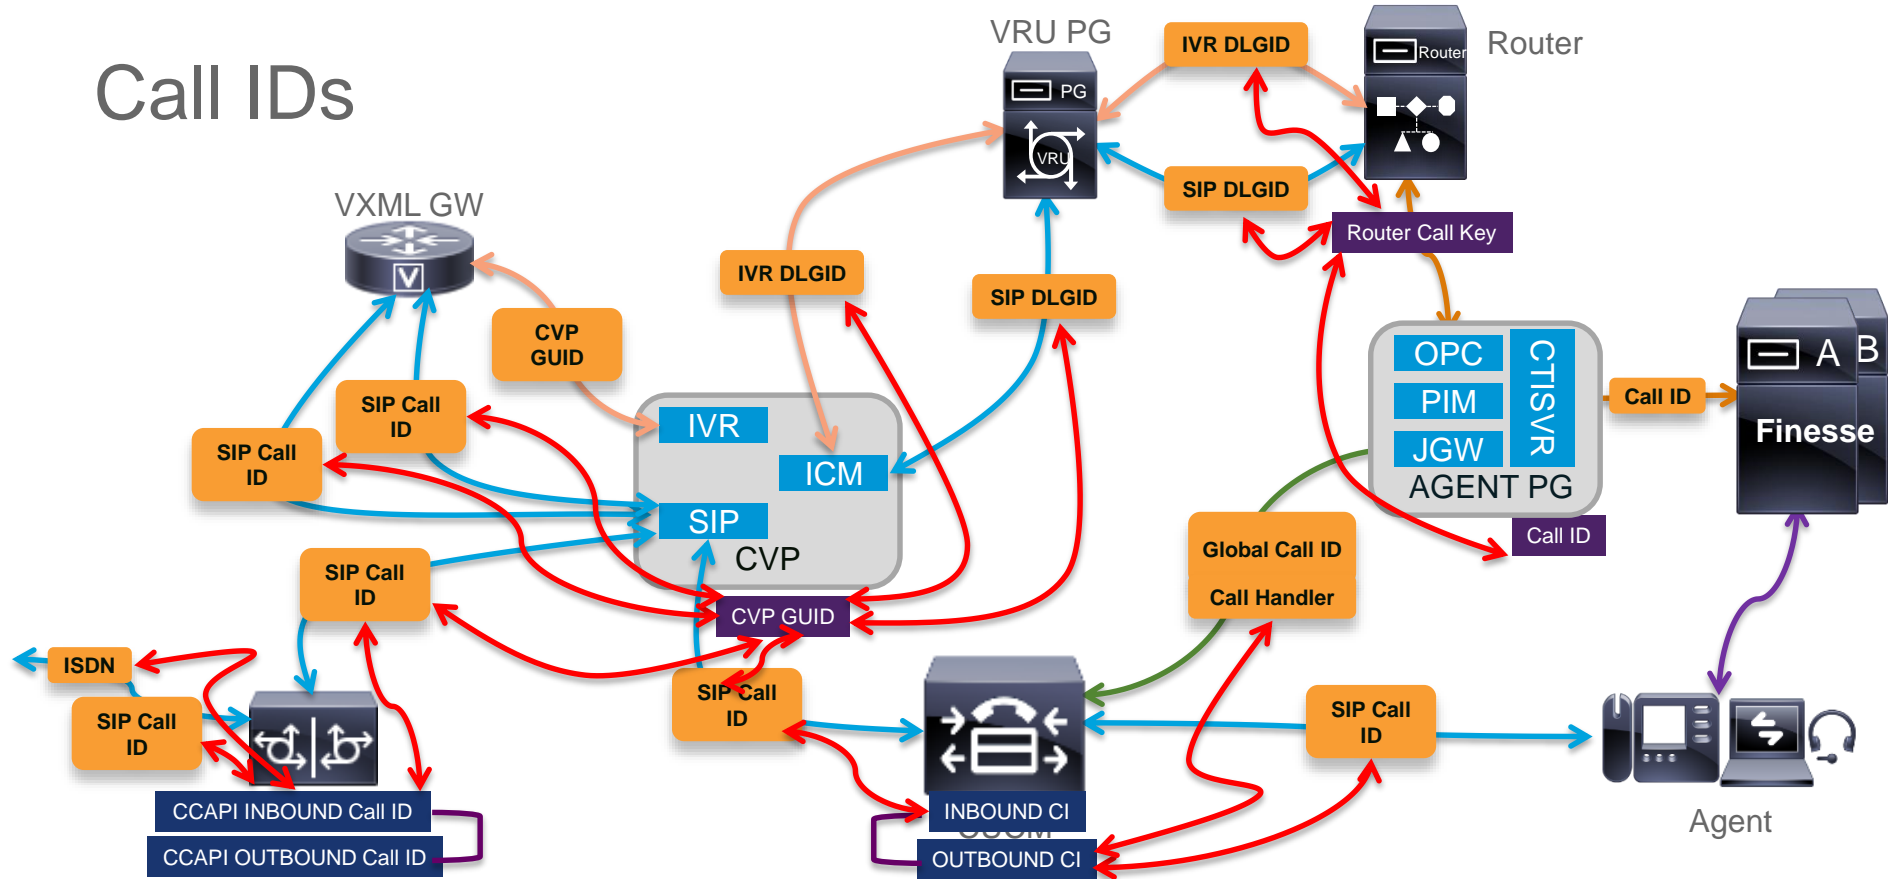 Call IDs
VRU PG
IVR DLGID
Router
Router
PG
VRU
SIP DLGID
VXML GW
V
Router Call Key
IVR DLGID
SIP DLGID
CVP
GUID
OPC
PIM
JGW
CTISVR
AGENT PG
Call ID
A
B
Finesse
SIP Call
ID
SIP Call
ID
IVR
ICM
SIP
CVP
Call ID
Global Call ID
Call Handler
SIP Call
ID
CVP GUID
ISDN
SIP Call
ID
SIP Call
ID
SIP Call
ID
CCAPI INBOUND Call ID
CCAPI OUTBOUND Call ID
INBOUND CI
CUCM
OUTBOUND CI
Agent